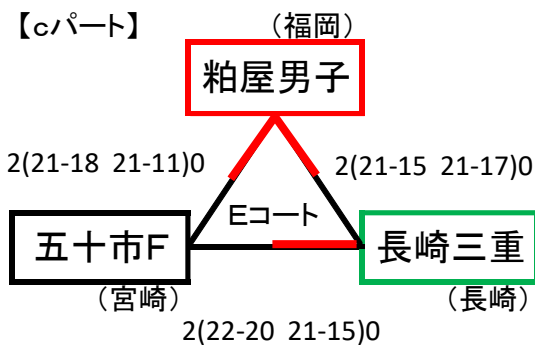 【cパート】
(福岡)
粕屋男子
2(21-18 21-11)0
2(21-15 21-17)0
Eコート
五十市F
長崎三重
(宮崎)
(長崎)
2(22-20 21-15)0